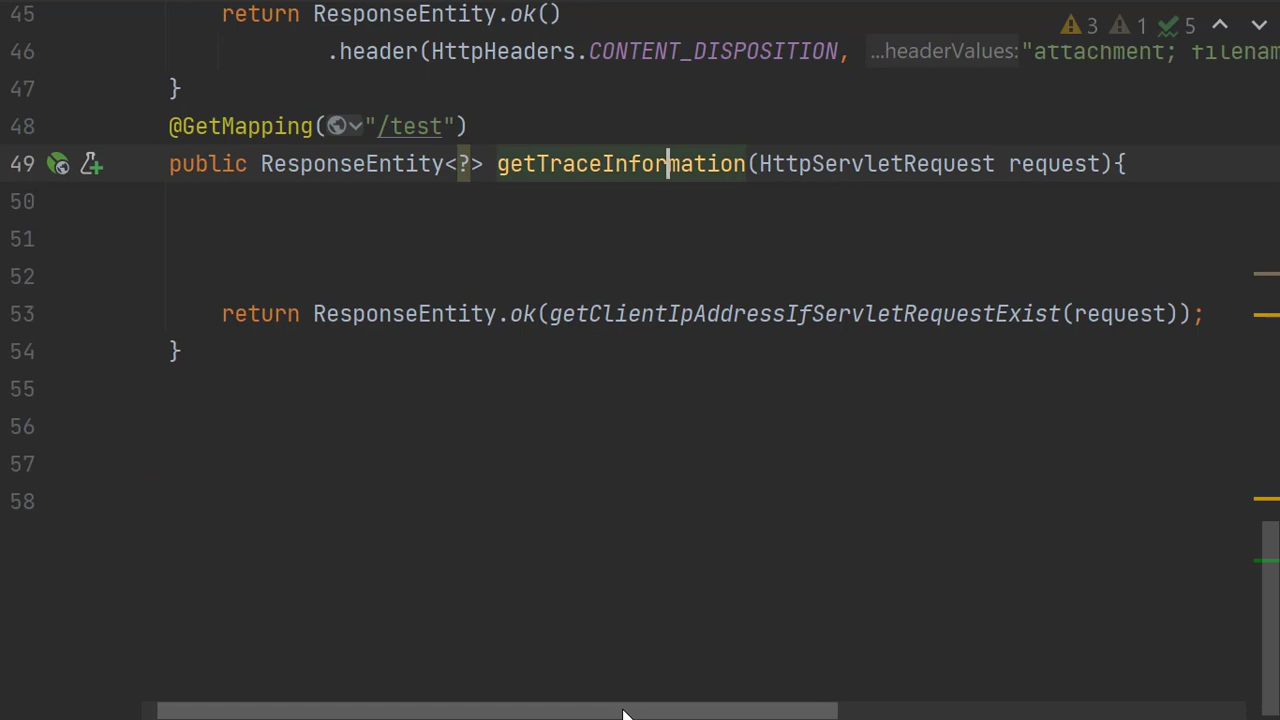 45 return ResponseEntity.ok()
3 1 5
46 .header(HttpHeaders.CONTENT_DISPOSITION, ...headerValues: "attachment; filenam
47 }
48 @GetMapping("/test")
49 public ResponseEntity<?> getTraceInformation(HttpServletRequest request){
50
51
52
53 return ResponseEntity.ok(getClientIpAddressIfServletRequestExist(request));
54 }
55
56
57
58